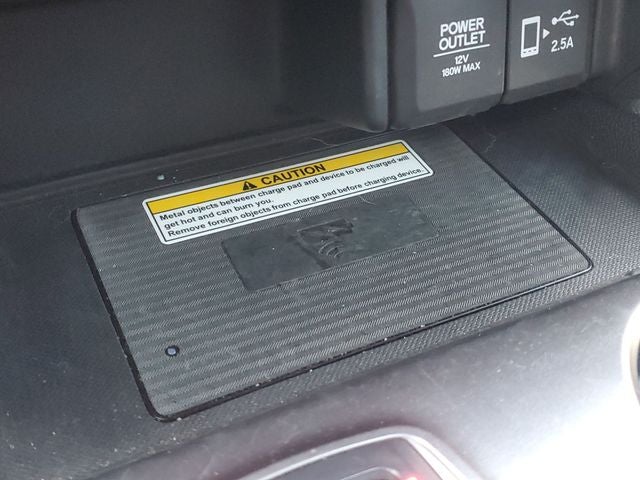 POWER
OUTLET
12V
180W MAX
2.5A
CAUTION
Metal objects between charge pad and device to be charged will
get hot and can burn you.
Remove foreign objects from charge pad before charging device.